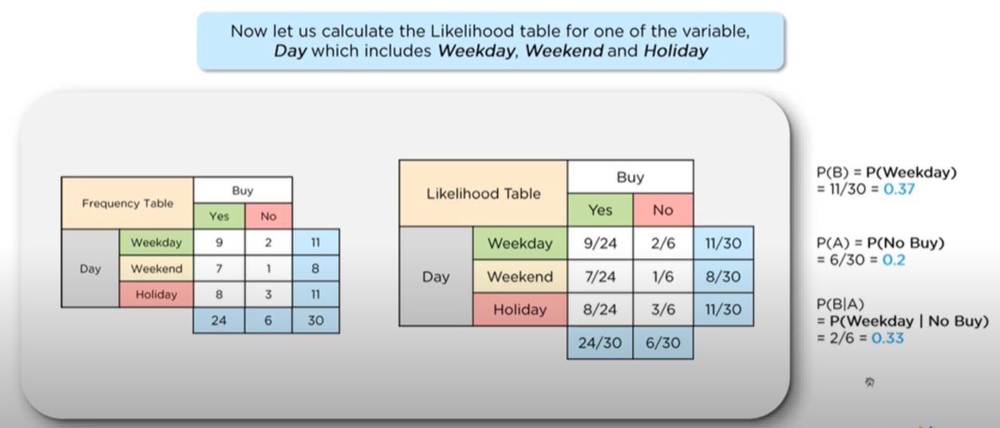 Now let us calculate the Likelihood table for one of the variable,
Day which includes Weekday, Weekend and Holiday
Frequency Table
Buy
Yes No
Day
Weekday 9 2 11
Weekend 7 1 8
Holiday 8 3 11
24 6 30
Likelihood Table
Buy
Yes No
Day
Weekday 9/24 2/6 11/30
Weekend 7/24 1/6 8/30
Holiday 8/24 3/6 11/30
24/30 6/30
P(B) = P(Weekday)
= 11/30 = 0.37
P(A) = P(No Buy)
= 6/30 = 0.2
P(B|A)
= P(Weekday | No Buy)
= 2/6 = 0.33